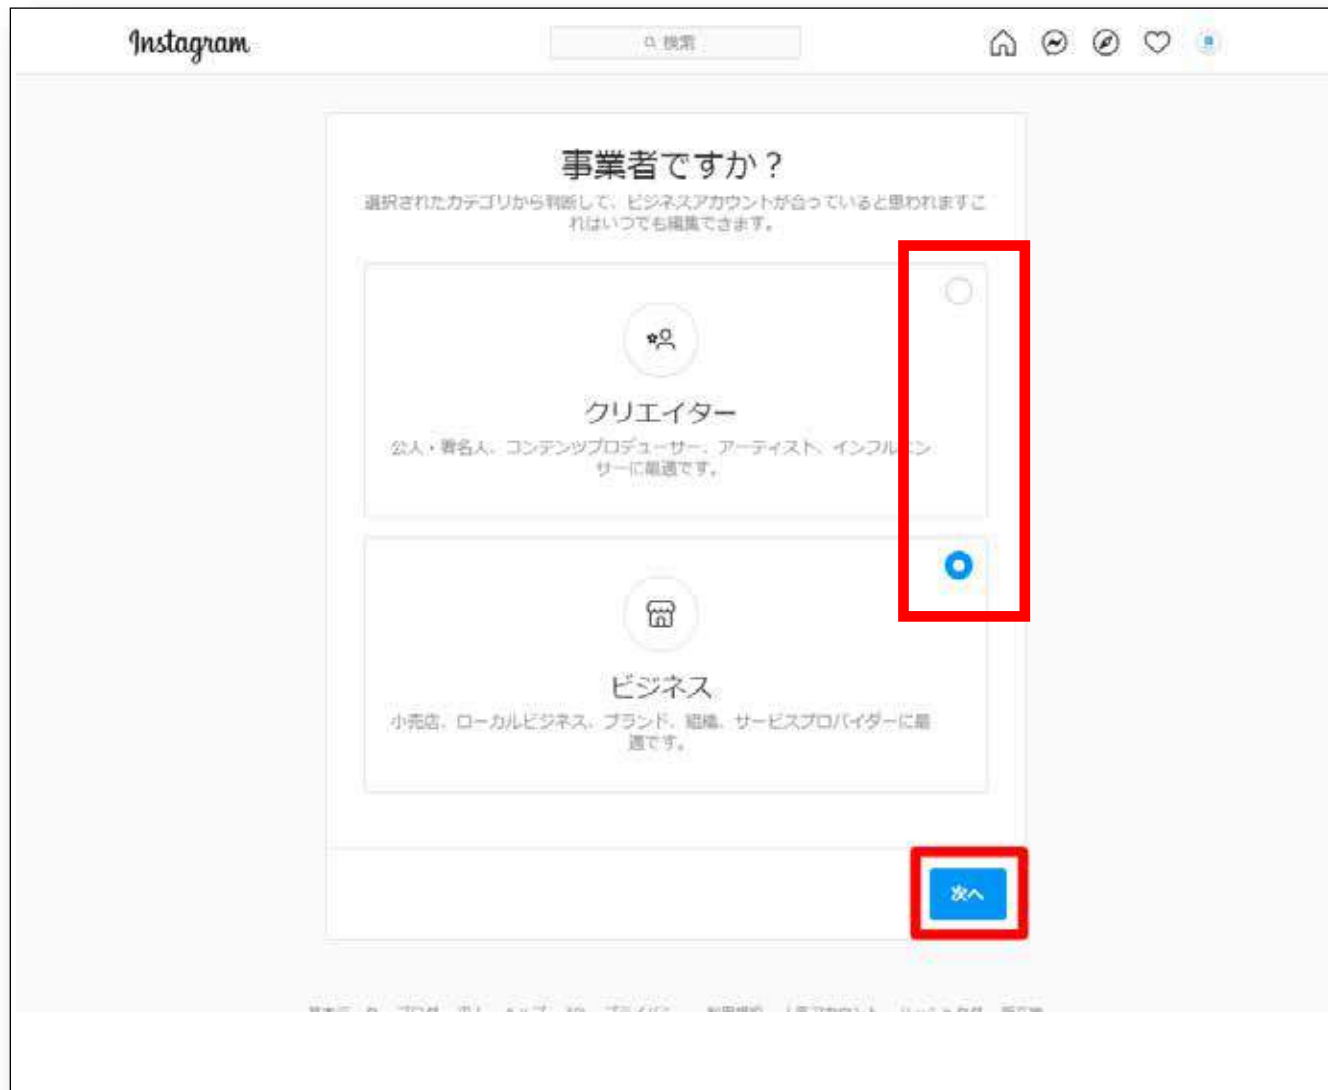 Instagram
検索
事業者ですか？
選択されたカテゴリから判断して、ビジネスアカウントが合っていると思われますこ
れはいつでも編集できます。
クリエイター
公人・著名人、コンテンツプロデューサー、アーティスト、インフルエン
サーに最適です。
ビジネス
小売店、ローカルビジネス、ブランド、組織、サービスプロバイダーに最
適です。
次へ